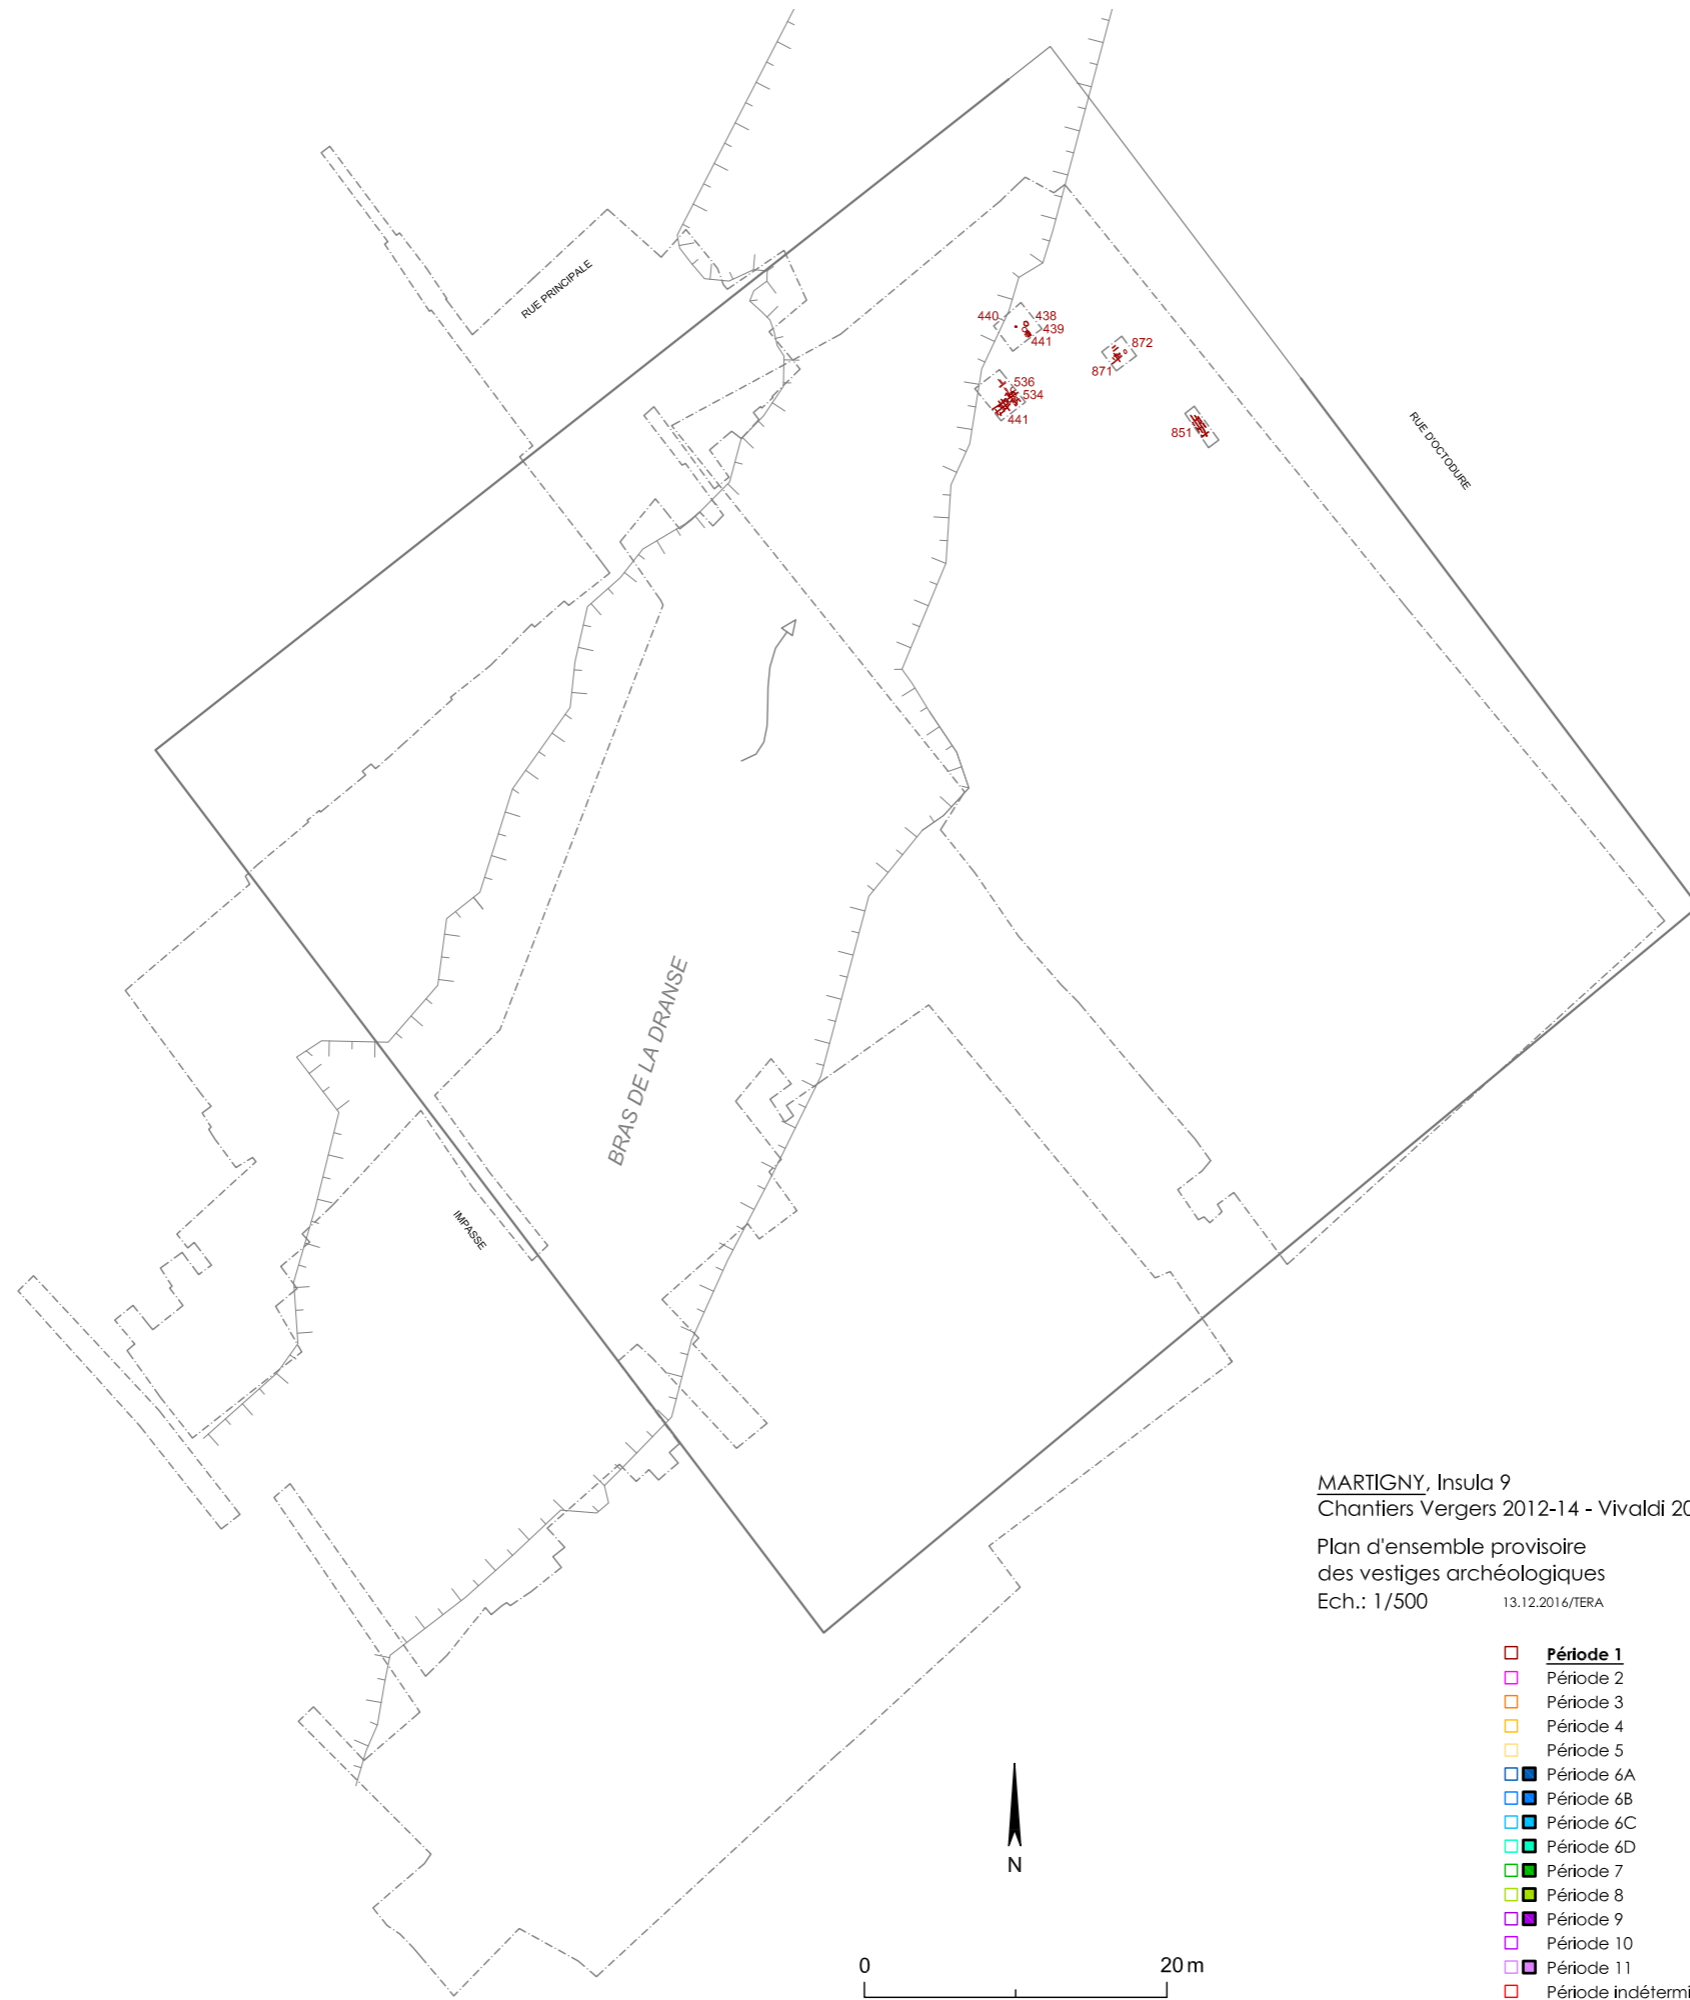 RUE PRINCIPALE
440
438
439
441
872
871
536
534
441
851
RUE D'OCTODURE
BRAS DE LA DRANSE
IMPASSE
MARTIGNY, Insula 9
Chantiers Vergers 2012-14 - Vivaldi 20
Plan d'ensemble provisoire
des vestiges archéologiques
Ech.: 1/500 13.12.2016/TERA
Période 1
Période 2
Période 3
Période 4
Période 5
Période 6A
Période 6B
Période 6C
Période 6D
Période 7
Période 8
Période 9
Période 10
Période 11
Période indétermi
N
0 20 m